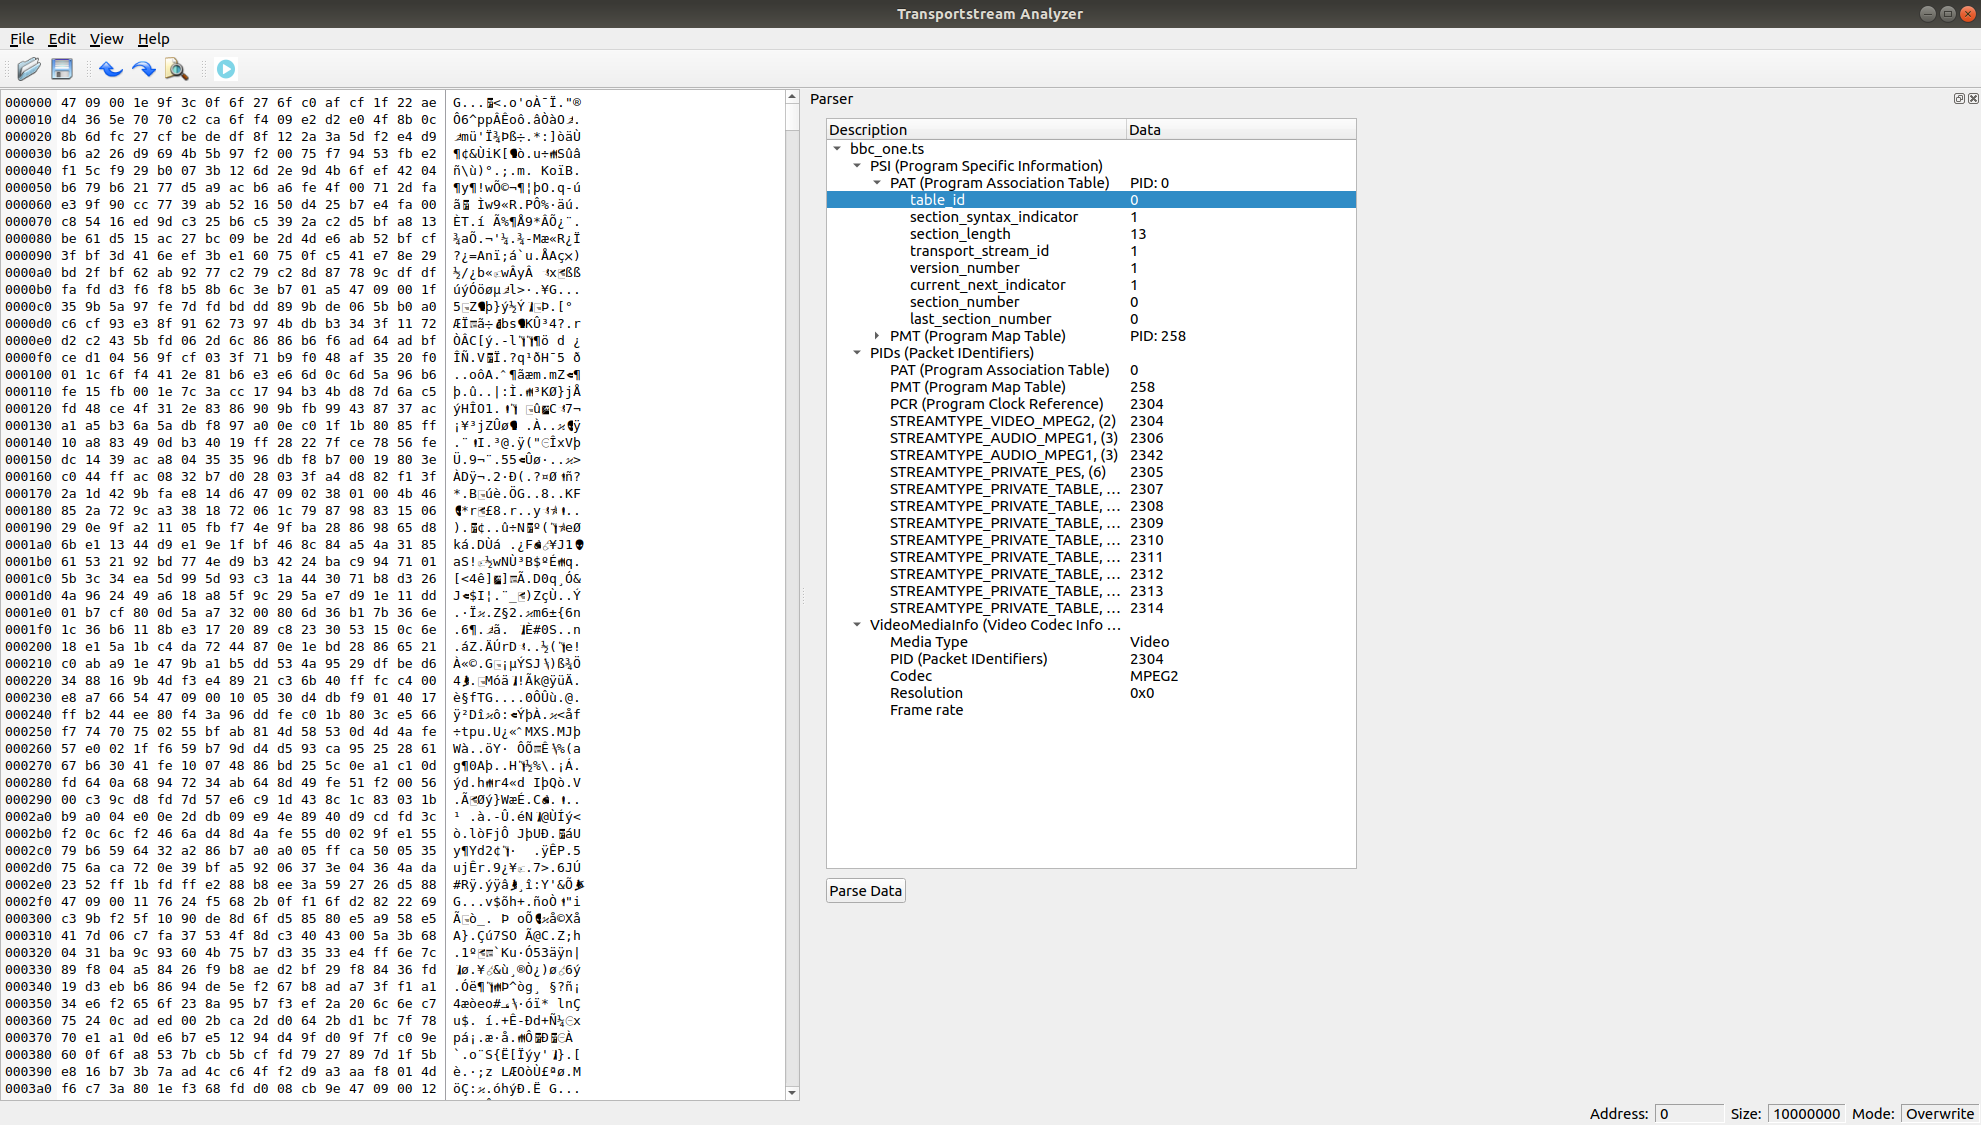 Transportstream Analyzer
File Edit View Help
000000 47 09 00 1e 9f 3c 0f 6f 27 6f c0 af cf 1f 22 ae
000010 d4 36 5e 70 70 c2 ca 6f f4 09 e2 d2 e0 4f 8b 0c
000020 8b 6d fc 27 cf be de df 8f 12 2a 3a 5d f2 e4 d9
000030 b6 a2 26 d9 69 4b 5b 97 f2 00 75 f7 94 53 fb e2
000040 f1 5c f9 29 b0 07 3b 12 6d 2e 9d 4b 6f ef 42 04
000050 b6 79 b6 21 77 d5 a9 ac b6 a6 fe 4f 00 71 2d fa
000060 e3 9f 90 cc 77 39 ab 52 16 50 d4 25 b7 e4 fa 00
000070 c8 54 16 ed 9d c3 25 b6 c5 39 2a c2 d5 bf a8 13
000080 be 61 d5 15 ac 27 bc 09 be 2d 4d e6 ab 52 bf cf
000090 3f bf 3d 41 6e ef 3b e1 60 75 0f c5 41 e7 8e 29
0000a0 bd 2f bf 62 ab 92 77 c2 79 c2 8d 87 78 9c df df
0000b0 fa fd d3 f6 f8 b5 8b 6c 3e b7 01 a5 47 09 00 1f
0000c0 35 9b 5a 97 fe 7d fd bd dd 89 9b de 06 5b b0 a0
0000d0 c6 cf 93 e3 8f 91 62 73 97 4b db b3 34 3f 11 72
0000e0 d2 c2 43 5b fd 06 2d 6c 86 86 b6 f6 ad 64 ad bf
0000f0 ce d1 04 56 9f cf 03 3f 71 b9 f0 48 af 35 20 f0
000100 01 1c 6f f4 41 2e 81 b6 e3 e6 6d 0c 6d 5a 96 b6
000110 fe 15 fb 00 1e 7c 3a cc 17 94 b3 4b d8 7d 6a c5
000120 fd 48 ce 4f 31 2e 83 86 90 9b fb 99 43 87 37 ac
000130 a1 a5 b3 6a 5a db f8 97 a0 0e c0 1f 1b 80 85 ff
000140 10 a8 83 49 0d b3 40 19 ff 28 22 7f ce 78 56 fe
000150 dc 14 39 ac a8 04 35 35 96 db f8 b7 00 19 80 3e
000160 c0 44 ff ac 08 32 b7 d0 28 03 3f a4 d8 82 f1 3f
000170 2a 1d 42 9b fa e8 14 d6 47 09 02 38 01 00 4b 46
000180 85 2a 72 9c a3 38 18 72 06 1c 79 87 98 83 15 06
000190 29 0e 9f a2 11 05 fb f7 4e 9f ba 28 86 98 65 d8
0001a0 6b e1 13 44 d9 e1 9e 1f bf 46 8c 84 a5 4a 31 85
0001b0 61 53 21 92 bd 77 4e d9 b3 42 24 ba c9 94 71 01
0001c0 5b 3c 34 ea 5d 99 5d 93 c3 1a 44 30 71 b8 d3 26
0001d0 4a 96 24 49 a6 18 a8 5f 9c 29 5a e7 d9 1e 11 dd
0001e0 01 b7 cf 80 0d 5a a7 32 00 80 6d 36 b1 7b 36 6e
0001f0 1c 36 b6 11 8b e3 17 20 89 c8 23 30 53 15 0c 6e
000200 18 e1 5a 1b c4 da 72 44 87 0e 1e bd 28 86 65 21
000210 c0 ab a9 1e 47 9b a1 b5 dd 53 4a 95 29 df be d6
000220 34 88 16 9b 4d f3 e4 89 21 c3 6b 40 ff fc c4 00
000230 e8 a7 66 54 47 09 00 10 05 30 d4 db f9 01 40 17
000240 ff b2 44 ee 80 f4 3a 96 dd fe c0 1b 80 3c e5 66
000250 f7 74 70 75 02 55 bf ab 81 4d 58 53 0d 4d 4a fe
000260 57 e0 02 1f f6 59 b7 9d d4 d5 93 ca 95 25 28 61
000270 67 b6 30 41 fe 10 07 48 86 bd 25 5c 0e a1 c1 0d
000280 fd 64 0a 68 94 72 34 ab 64 8d 49 fe 51 f2 00 56
000290 00 c3 9c d8 fd 7d 57 e6 c9 1d 43 8c 1c 83 03 1b
0002a0 b9 a0 04 e0 0e 2d db 09 e9 4e 89 40 d9 cd fd 3c
0002b0 f2 0c 6c f2 46 6a d4 8d 4a fe 55 d0 02 9f e1 55
0002c0 79 b6 59 64 32 a2 86 b7 a0 a0 05 ff ca 50 05 35
0002d0 75 6a ca 72 0e 39 bf a5 92 06 37 3e 04 36 4a da
0002e0 23 52 ff 1b fd ff e2 88 b8 ee 3a 59 27 26 d5 88
0002f0 47 09 00 11 76 24 f5 68 2b 0f f1 6f d2 82 22 69
000300 c3 9b f2 5f 10 90 de 8d 6f d5 85 80 e5 a9 58 e5
000310 41 7d 06 c7 fa 37 53 4f 8d c3 40 43 00 5a 3b 68
000320 04 31 ba 9c 93 60 4b 75 b7 d3 35 33 e4 ff 6e 7c
000330 89 f8 04 a5 84 26 f9 b8 ae d2 bf 29 f8 84 36 fd
000340 19 d3 eb b6 86 94 de 5e f2 67 b8 ad a7 3f f1 a1
000350 34 e6 f2 65 6f 23 8a 95 b7 f3 ef 2a 20 6c 6e c7
000360 75 24 0c ad ed 00 2b ca 2d d0 64 2b d1 bc 7f 78
000370 70 e1 a1 0d e6 b7 e5 12 94 d4 9f d0 9f 7f c0 9e
000380 60 0f 6f a8 53 7b cb 5b cf fd 79 27 89 7d 1f 5b
000390 e8 16 b7 3b 7a ad 4c c6 4f f2 d9 a3 aa f8 01 4d
0003a0 f6 c7 3a 80 1e f3 68 fd d0 08 cb 9e 47 09 00 12
Parser
Description Data
bbc_one.ts
PSI (Program Specific Information)
PAT (Program Association Table) PID: 0
table_id 0
section_syntax_indicator 1
section_length 13
transport_stream_id 1
version_number 1
current_next_indicator 1
section_number 0
last_section_number 0
PMT (Program Map Table) PID: 258
PIDs (Packet IDentifiers)
PAT (Program Association Table) 0
PMT (Program Map Table) 258
PCR (Program Clock Reference) 2304
STREAMTYPE_VIDEO_MPEG2, (2) 2304
STREAMTYPE_AUDIO_MPEG1, (3) 2306
STREAMTYPE_AUDIO_MPEG1, (3) 2342
STREAMTYPE_PRIVATE_PES, (6) 2305
STREAMTYPE_PRIVATE_TABLE, ... 2307
STREAMTYPE_PRIVATE_TABLE, ... 2308
STREAMTYPE_PRIVATE_TABLE, ... 2309
STREAMTYPE_PRIVATE_TABLE, ... 2310
STREAMTYPE_PRIVATE_TABLE, ... 2311
STREAMTYPE_PRIVATE_TABLE, ... 2312
STREAMTYPE_PRIVATE_TABLE, ... 2313
STREAMTYPE_PRIVATE_TABLE, ... 2314
VideoMediaInfo (Video Codec Info ...
Media Type Video
PID (Packet IDentifiers) 2304
Codec MPEG2
Resolution 0x0
Frame rate
Parse Data
Address: 0 Size: 10000000 Mode: Overwrite